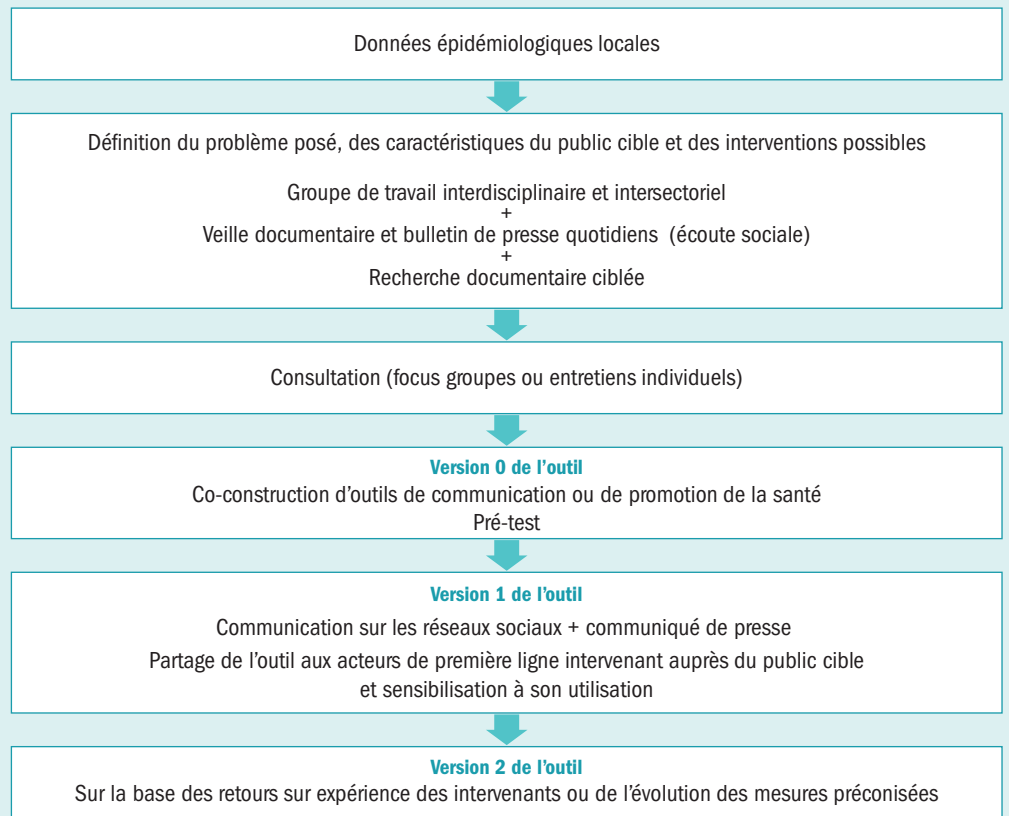 Données épidémiologiques locales
Définition du problème posé, des caractéristiques du public cible et des interventions possibles
Groupe de travail interdisciplinaire et intersectoriel
+
Veille documentaire et bulletin de presse quotidiens (écoute sociale)
+
Recherche documentaire ciblée
Consultation (focus groupes ou entretiens individuels)
Version 0 de l’outil
Co-construction d’outils de communication ou de promotion de la santé
Pré-test
Version 1 de l’outil
Communication sur les réseaux sociaux + communiqué de presse
Partage de l’outil aux acteurs de première ligne intervenant auprès du public cible
et sensibilisation à son utilisation
Version 2 de l’outil
Sur la base des retours sur expérience des intervenants ou de l’évolution des mesures préconisées